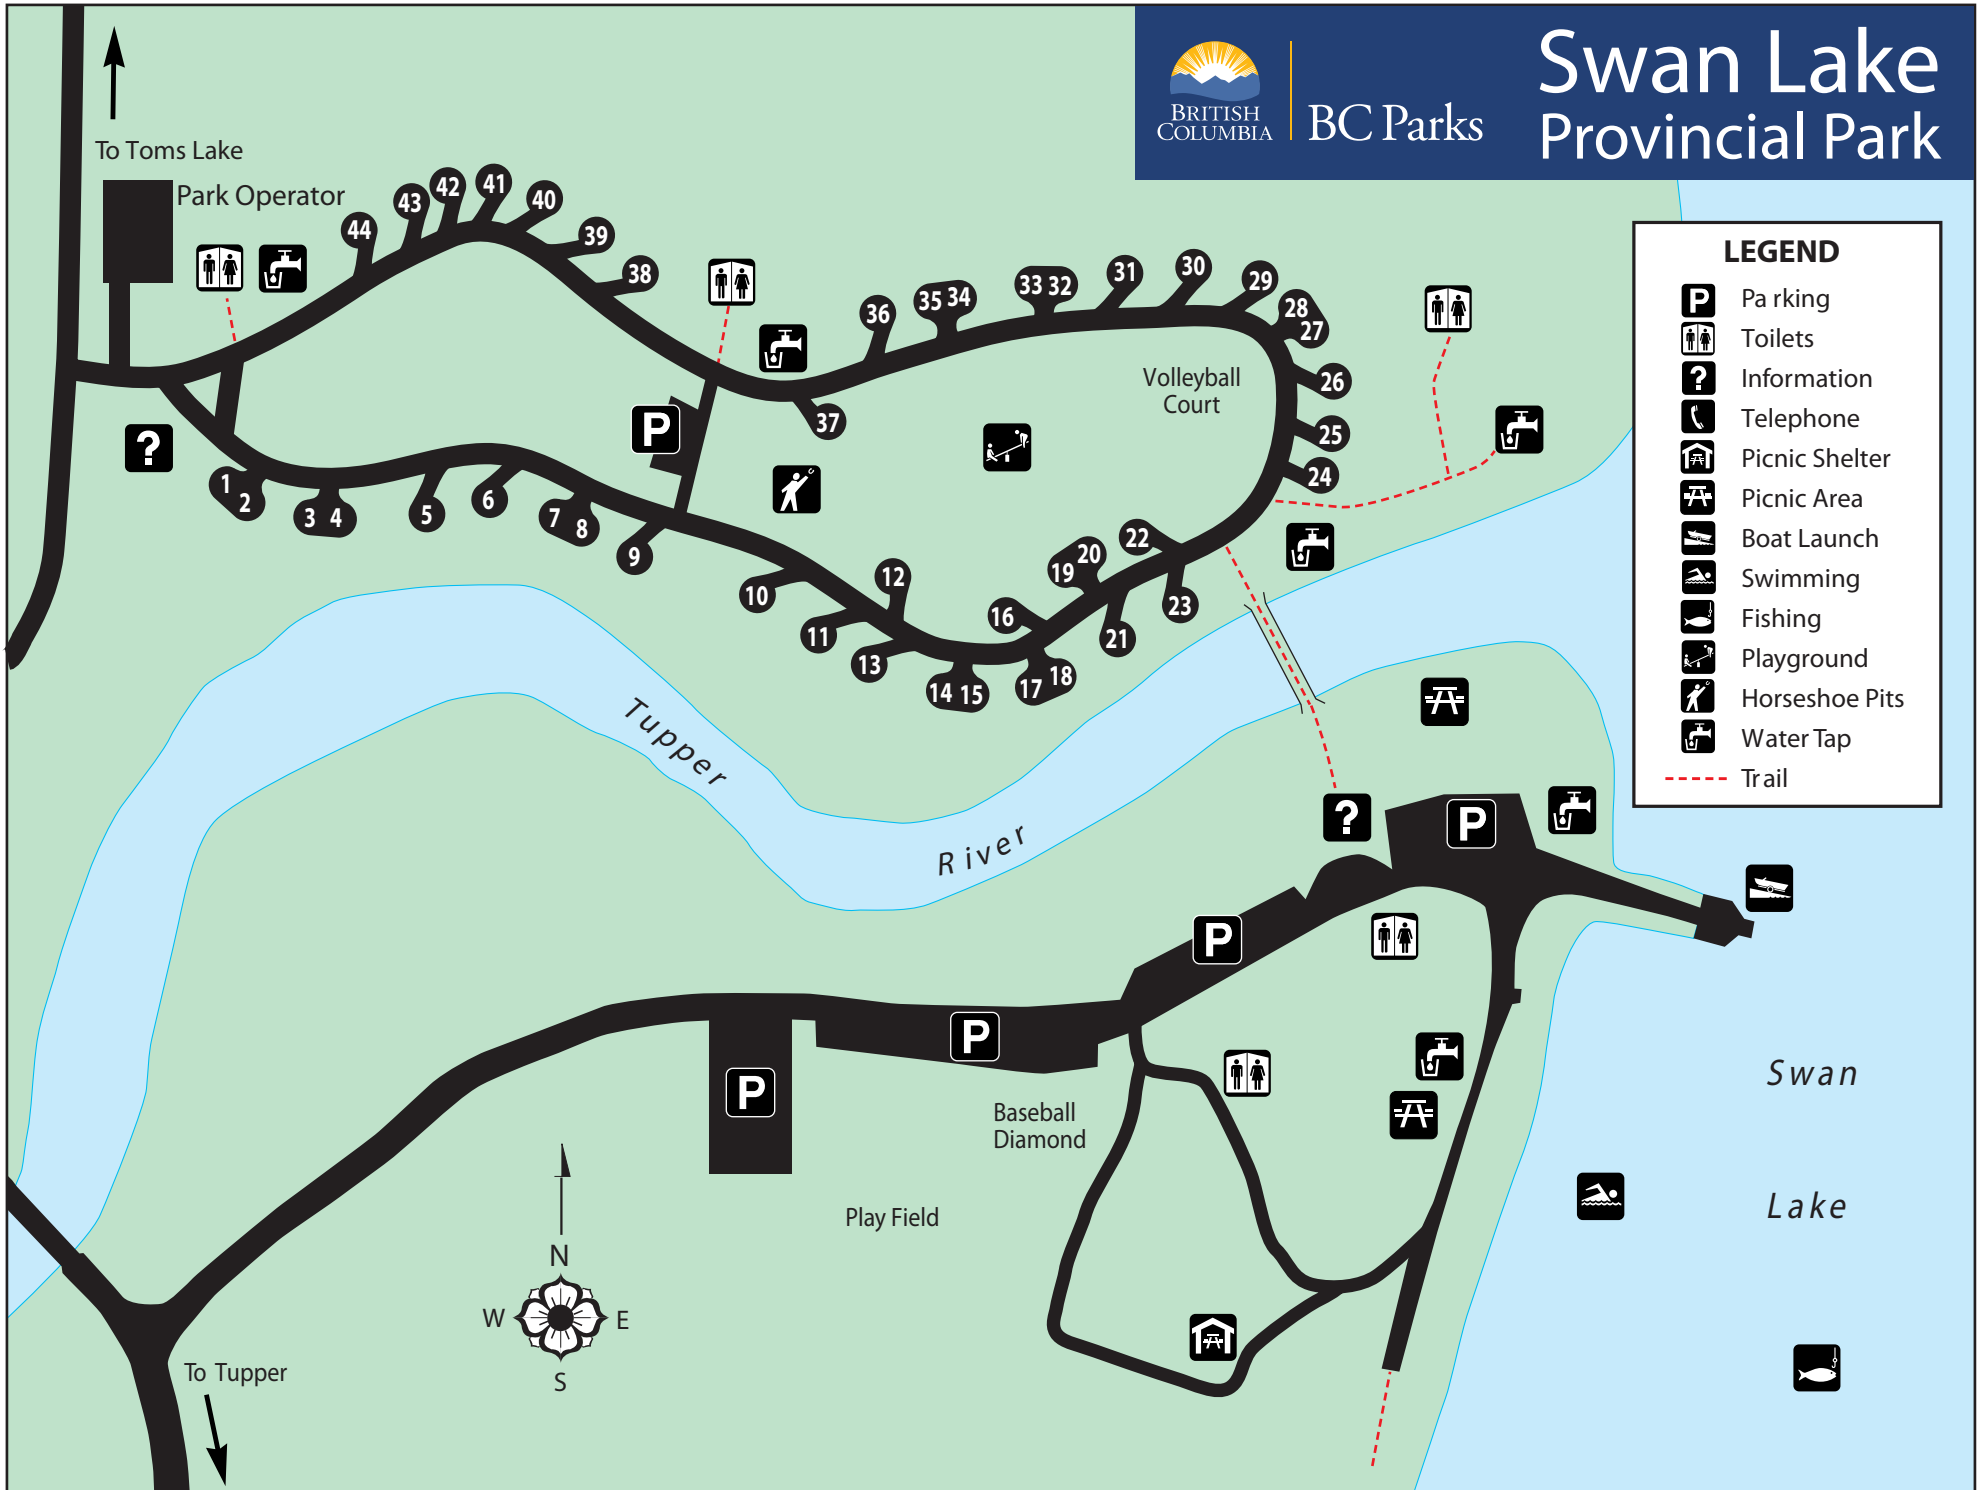 Swan Lake
Provincial Park
BRITISH
COLUMBIA
BC Parks
To Toms Lake
Park Operator
44
43
42
41
40
39
38
37
36
35 34
33 32
31
30
29
28
27
26
25
24
Volleyball
Court
P
?
1
2
3 4
5
6
7
8
9
10
11
12
13
14 15
16
17 18
19
20
21
22
23
LEGEND
P Pa rking
Toilets
? Information
Telephone
Picnic Shelter
Picnic Area
Boat Launch
Swimming
Fishing
Playground
Horseshoe Pits
Water Tap
Trail
Tupper
River
?
P
P
P
P
Baseball
Diamond
Play Field
Swan
Lake
N
W E
S
To Tupper